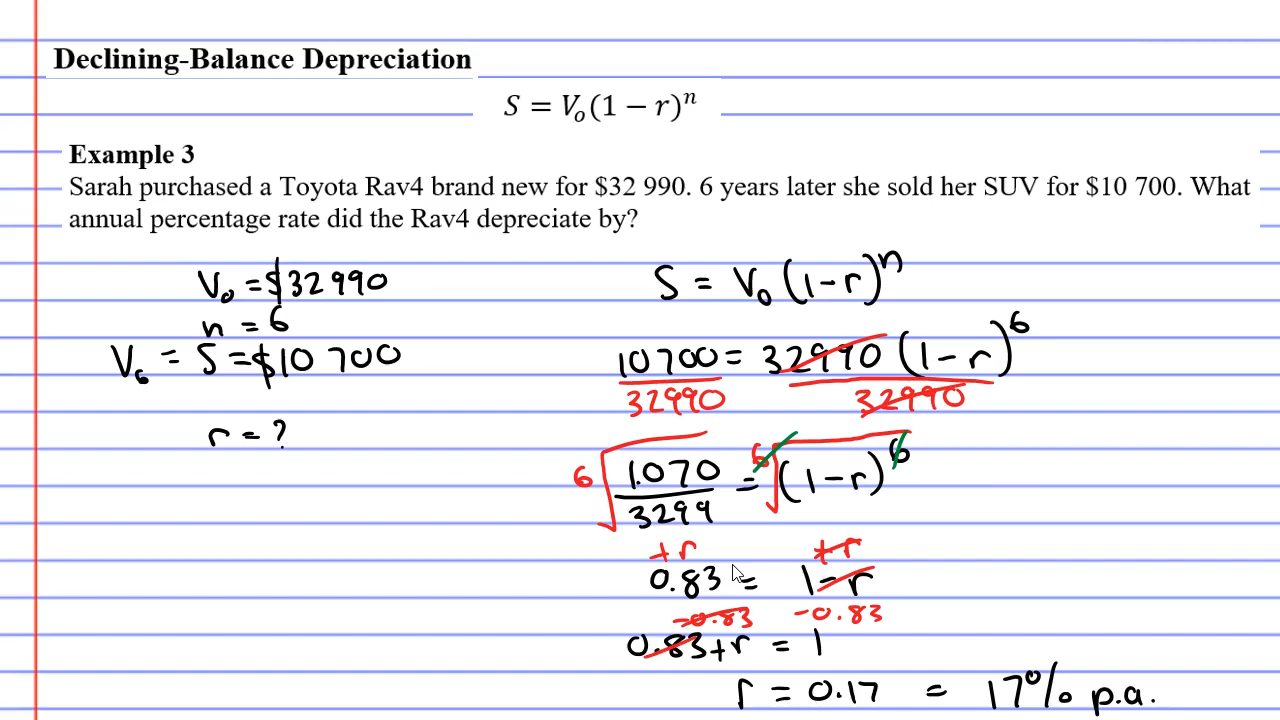 Declining-Balance Depreciation
S = Vₒ(1 − r)ⁿ
Example 3
Sarah purchased a Toyota Rav4 brand new for $32 990. 6 years later she sold her SUV for $10 700. What
annual percentage rate did the Rav4 depreciate by?
V₀ = $32990
n = 6
V₆ = S = $10 700
r = ?
S = V₀ (1 − r)ⁿ
10700 = 32990 (1 − r)⁶
32990 32990
6√ 1070 = 6√ (1 − r)⁶
3299
+ r + r
0.83 = 1 − r
−0.83 −0.83
0.83 + r = 1
r = 0.17 = 17% p.a.